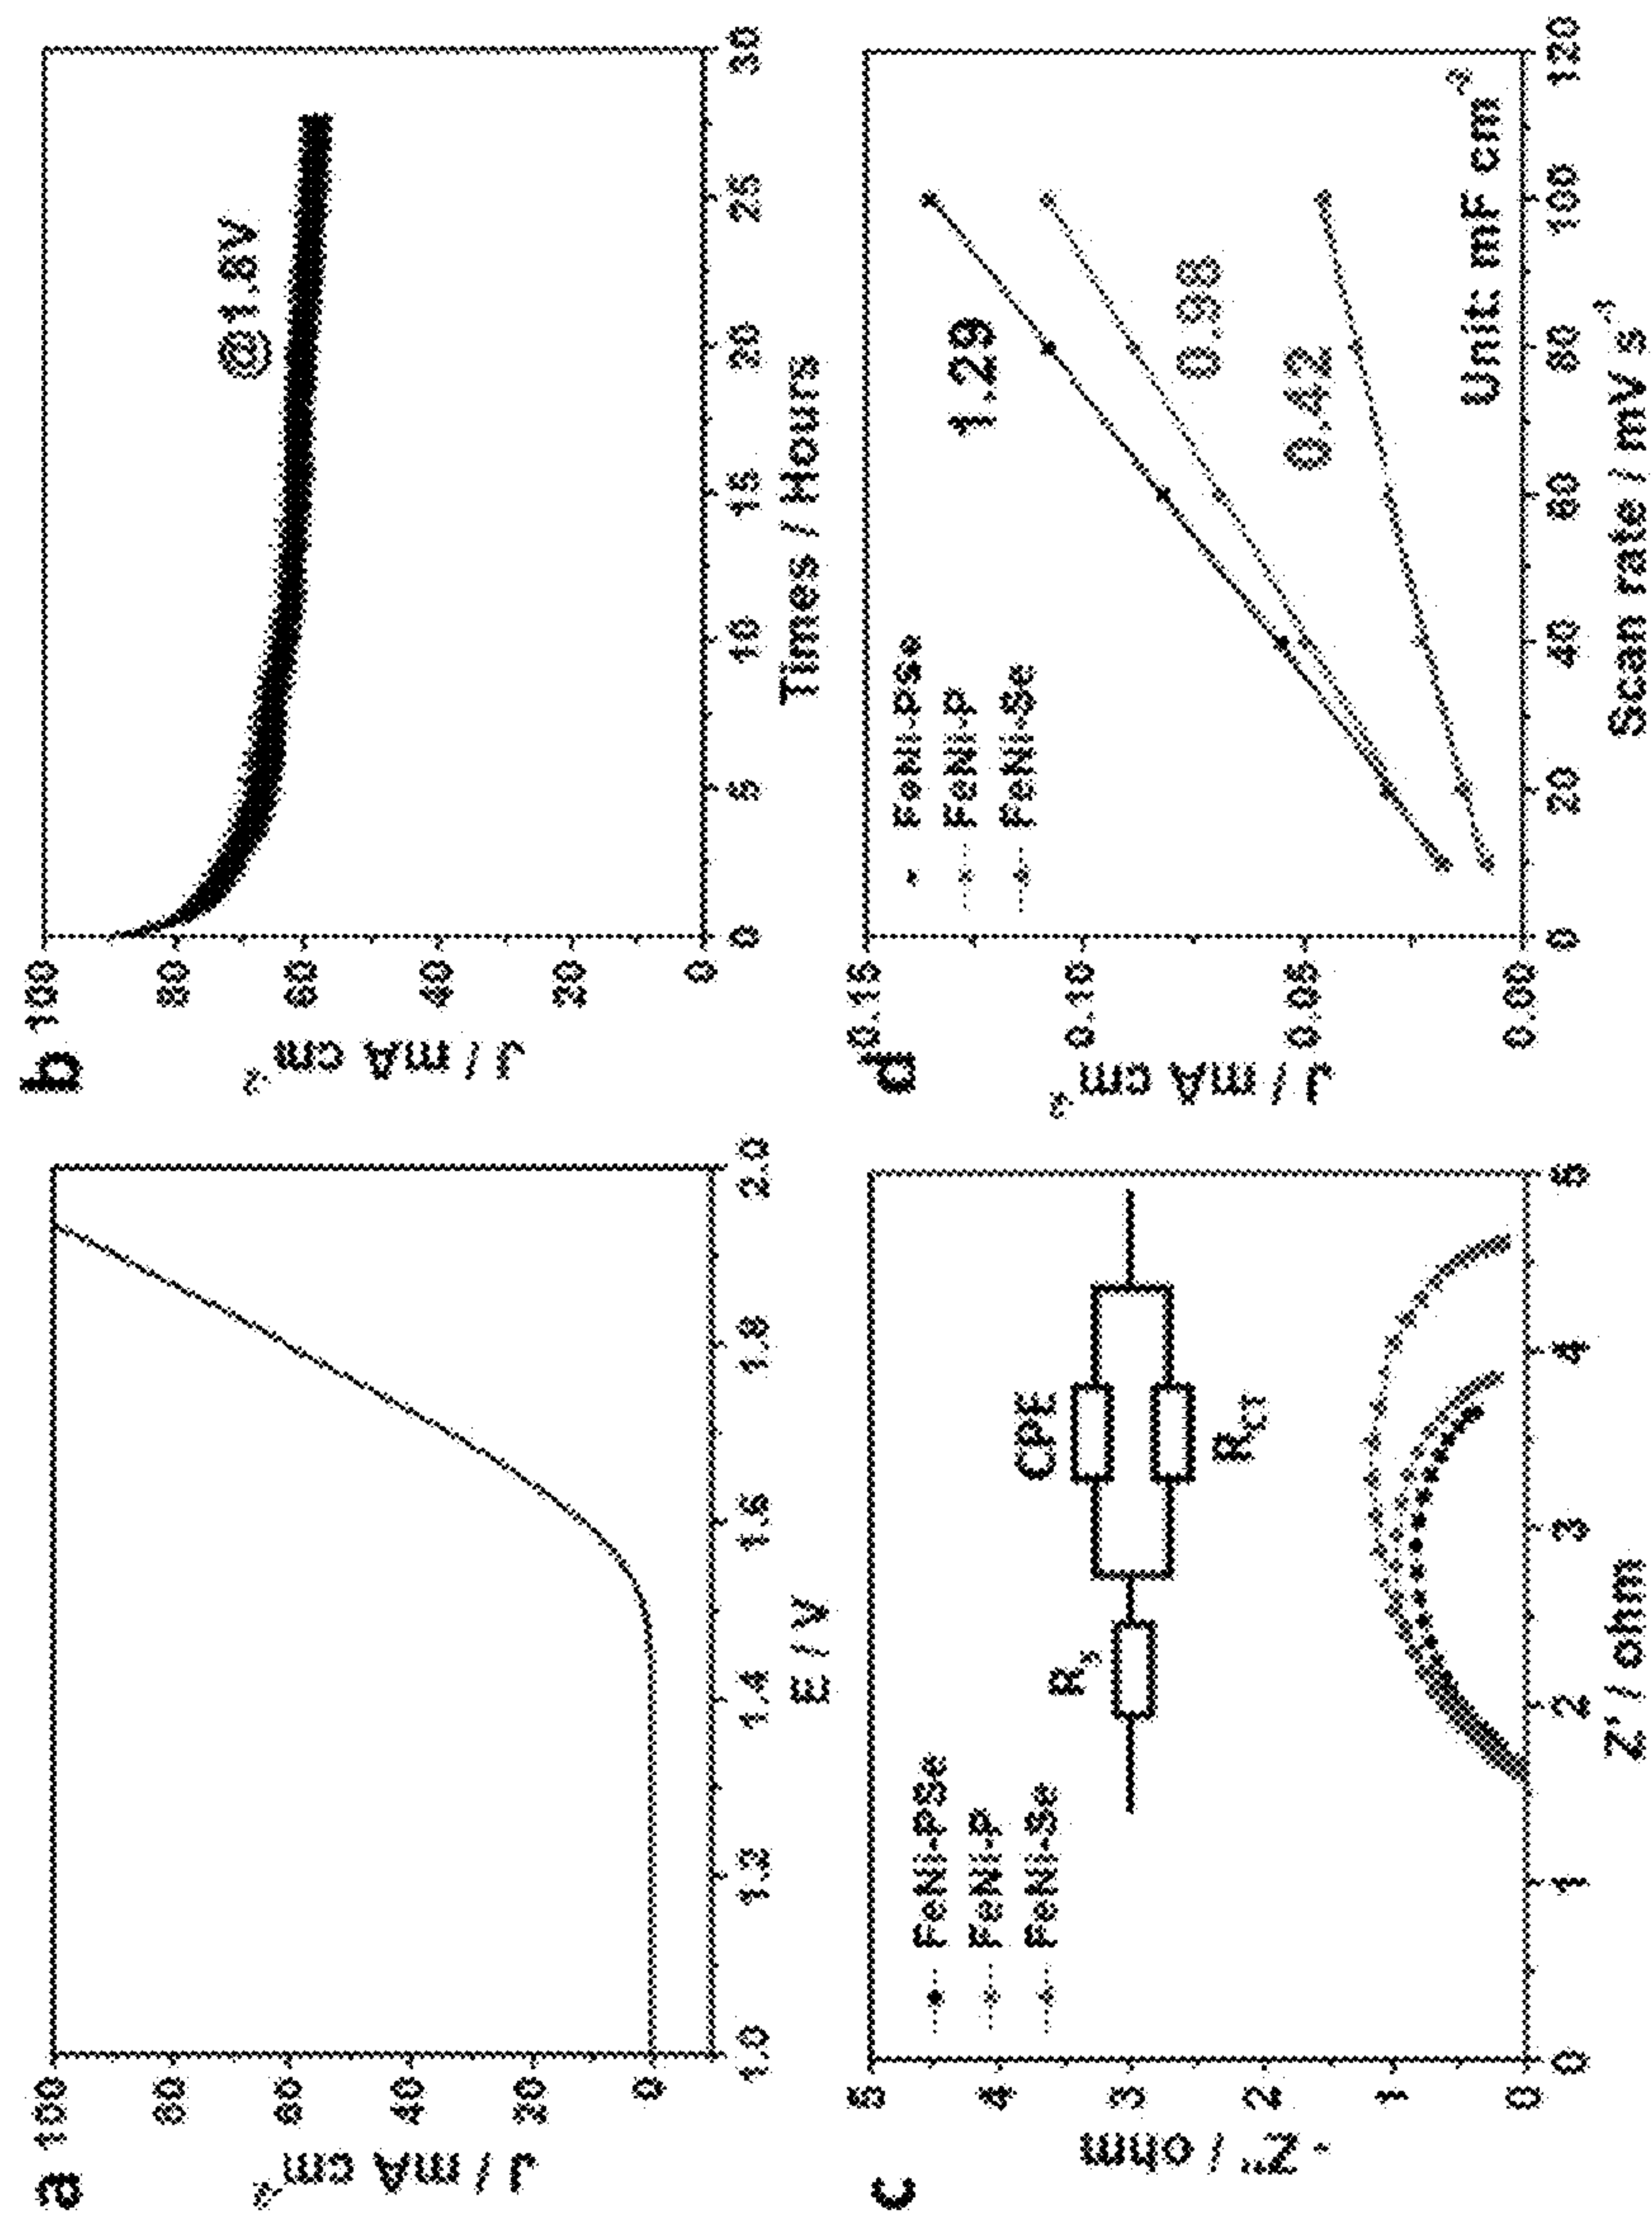 a
100
80
60
40
20
0
J / mA cm-2
1.0
1.2
1.4
1.6
1.8
2.0
E / V
b
100
80
60
40
20
0
J / mA cm-2
@1.8V
0
5
10
15
20
25
30
Times / Hours
c
5
4
3
2
1
0
- Z'' / ohm
FeNi-PSe
FeNi-P
FeNi-Se
Rs
CPE
RCT
0
1
2
3
4
5
Z' / ohm
d
0.15
0.10
0.05
0.00
J / mA cm-2
FeNi-PSe
FeNi-P
FeNi-Se
1.29
0.98
0.42
Unit: mF cm-2
0
20
40
60
80
100
120
Scan rate / mV s-1